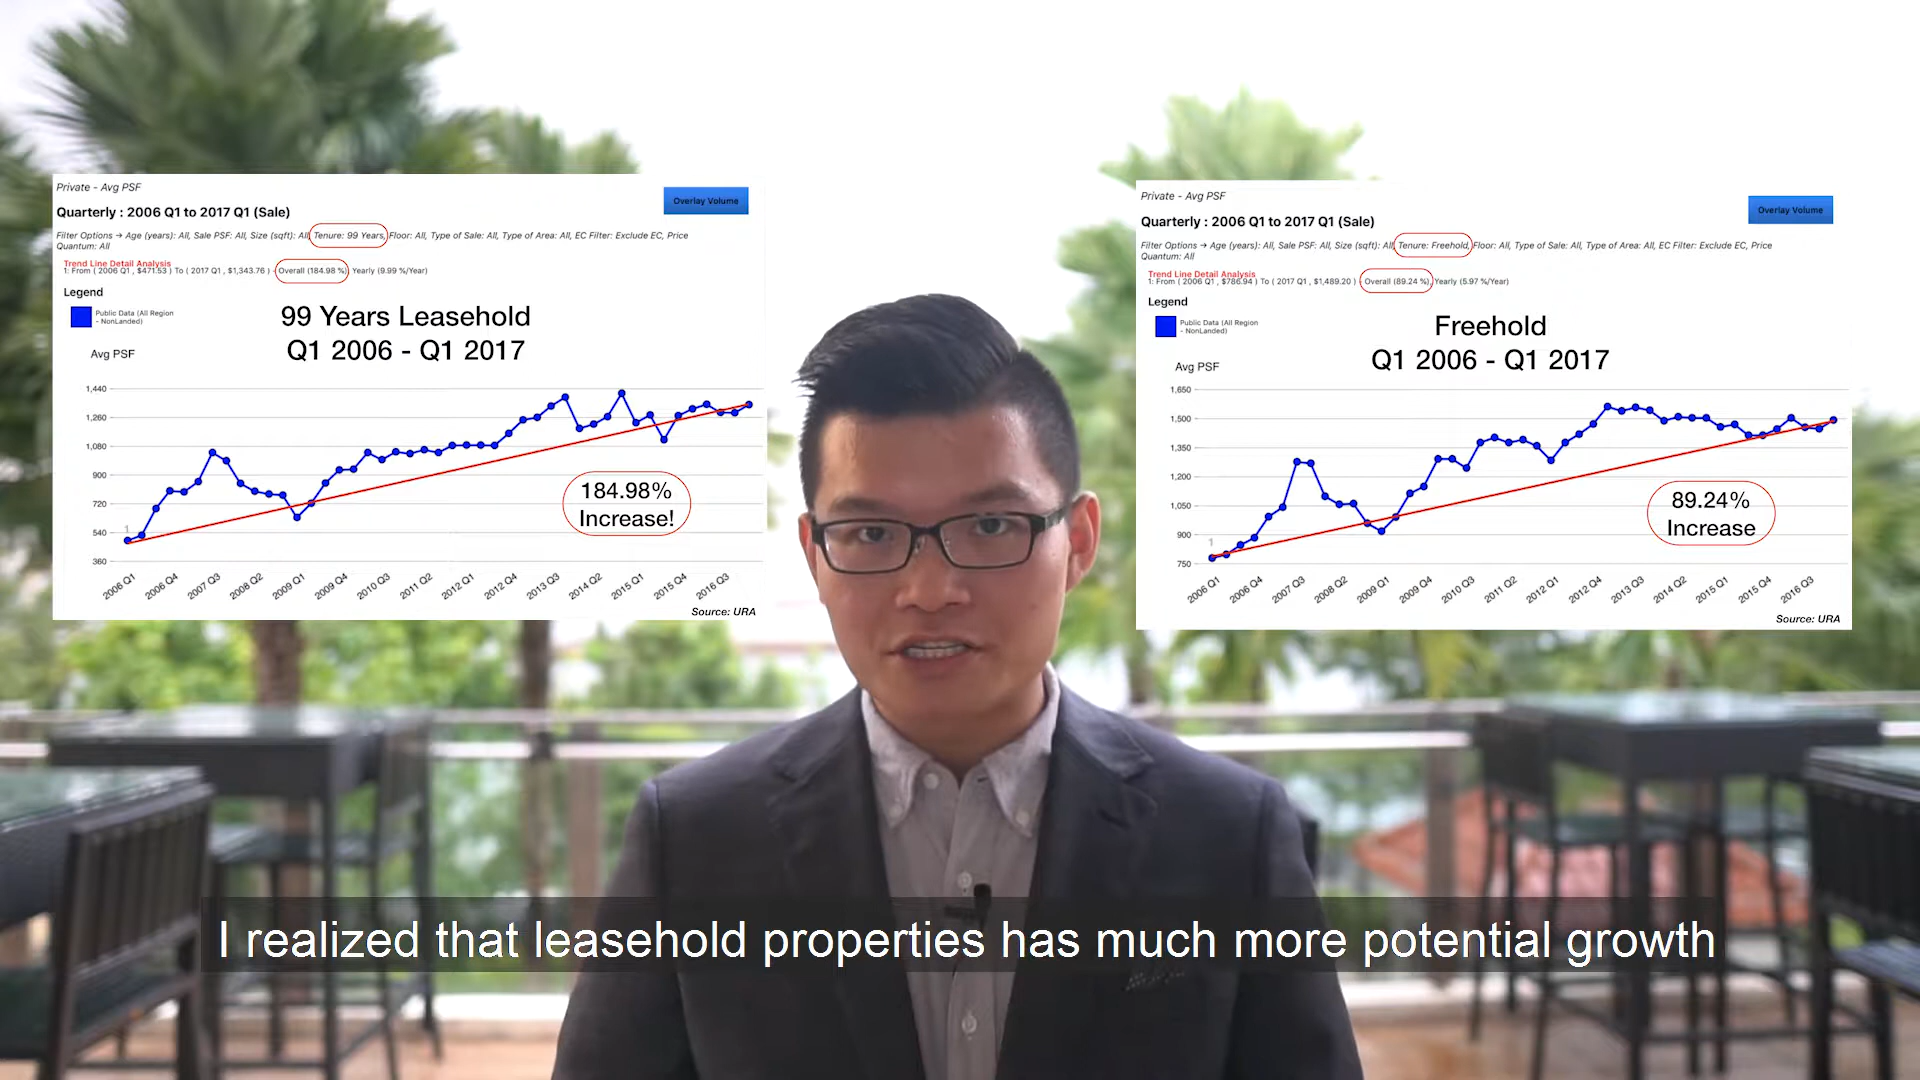 Private - Avg PSF
Overlay Volume
Quarterly : 2006 Q1 to 2017 Q1 (Sale)
Filter Options → Age (years): All, Sale PSF: All, Size (sqft): All, Tenure: 99 Years, Floor: All, Type of Sale: All, Type of Area: All, EC Filter: Exclude EC, Price
Quantum: All
Trend Line Detail Analysis
1: From ( 2006 Q1 , $471.53 ) To ( 2017 Q1 , $1,343.76 ) - Overall (184.98 %), Yearly (9.99 %/Year)
Legend
Public Data (All Region
- NonLanded)
99 Years Leasehold
Q1 2006 - Q1 2017
Avg PSF
1,440
1,260
1,080
900
720
540
360
1
184.98%
Increase!
2006 Q1
2006 Q4
2007 Q3
2008 Q2
2009 Q1
2009 Q4
2010 Q3
2011 Q2
2012 Q1
2012 Q4
2013 Q3
2014 Q2
2015 Q1
2015 Q4
2016 Q3
Source: URA
Private - Avg PSF
Overlay Volume
Quarterly : 2006 Q1 to 2017 Q1 (Sale)
Filter Options → Age (years): All, Sale PSF: All, Size (sqft): All, Tenure: Freehold, Floor: All, Type of Sale: All, Type of Area: All, EC Filter: Exclude EC, Price
Quantum: All
Trend Line Detail Analysis
1: From ( 2006 Q1 , $786.94 ) To ( 2017 Q1 , $1,489.20 ) - Overall (89.24 %), Yearly (5.97 %/Year)
Legend
Public Data (All Region
- NonLanded)
Freehold
Q1 2006 - Q1 2017
Avg PSF
1,650
1,500
1,350
1,200
1,050
900
750
1
89.24%
Increase
2006 Q1
2006 Q4
2007 Q3
2008 Q2
2009 Q1
2009 Q4
2010 Q3
2011 Q2
2012 Q1
2012 Q4
2013 Q3
2014 Q2
2015 Q1
2015 Q4
2016 Q3
Source: URA
I realized that leasehold properties has much more potential growth